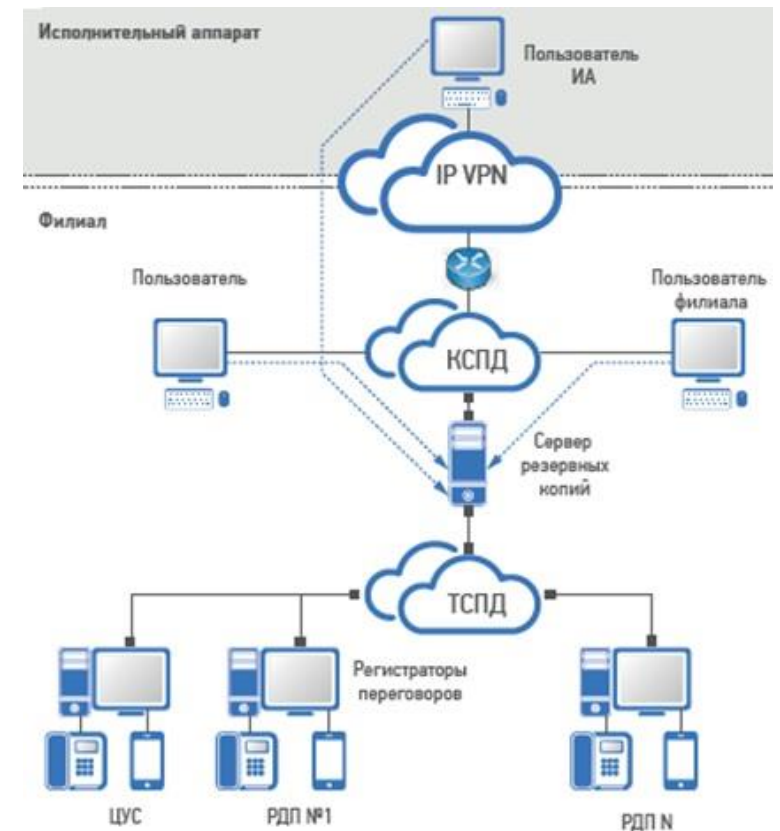 Исполнительный аппарат
Пользователь
ИА
IP VPN
Филиал
Пользователь
Пользователь
филиала
КСПД
Сервер
резервных
копий
ТСПД
Регистраторы
переговоров
ЦУС
РДП №1
РДП N